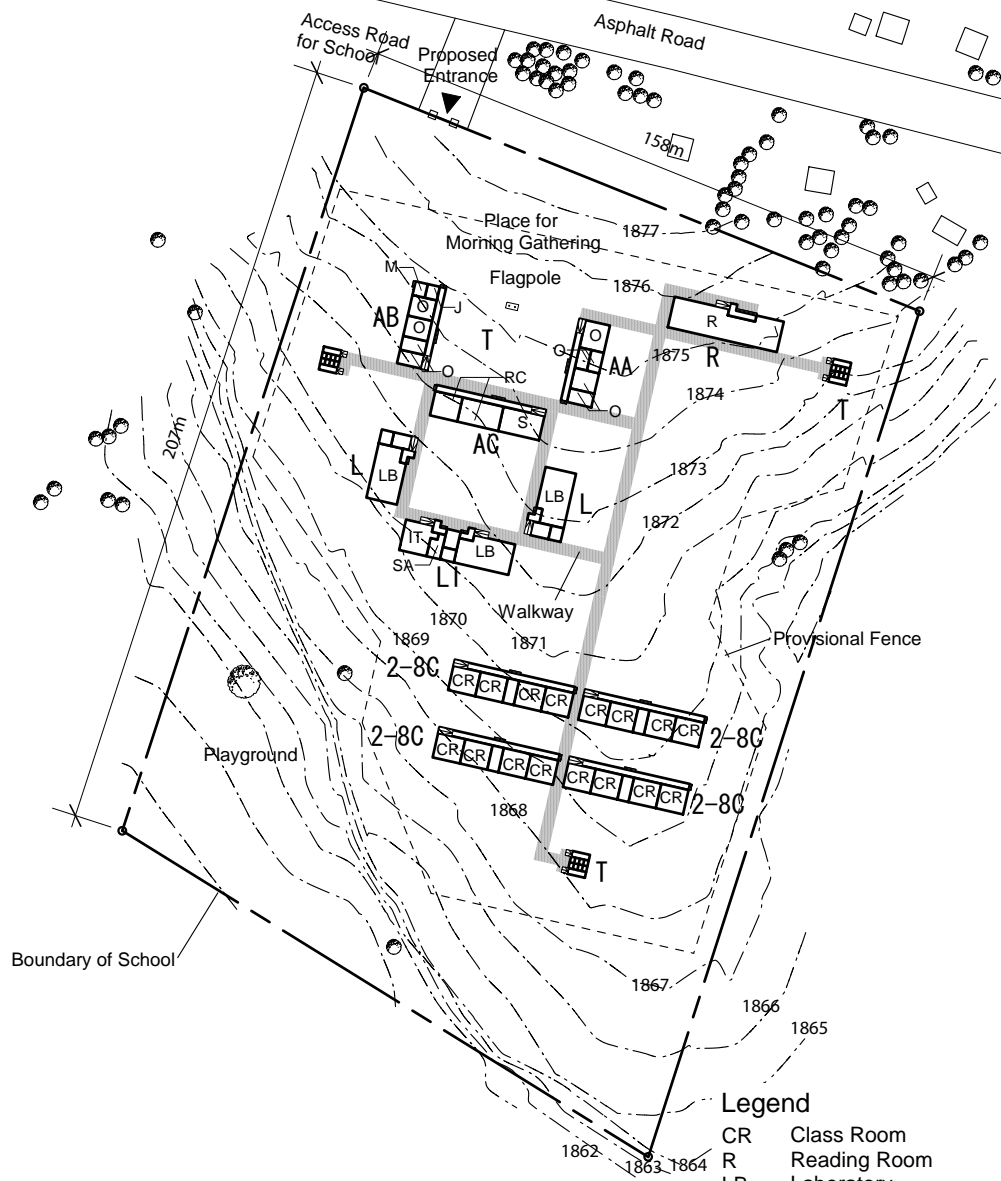 Asphalt Road
Access Road
for School
Proposed
Entrance
158m
Place for
Morning Gathering
1877
Flagpole
1876
M
J
O
O
AB
T
R
O
O
AA
1875
R
O
RC
O
1874
T
S
AC
207m
L
LB
LB
L
1873
1872
IT
LB
SA
LI
Walkway
1870
1869
1871
Provisional Fence
2-8C
CR
CR
CR
CR
CR
CR
CR
CR
2-8C
2-8C
CR
CR
CR
CR
CR
CR
CR
CR
2-8C
Playground
1868
T
Boundary of School
1867
1866
1865
Legend
CR Class Room
R Reading Room
LB Laboratory
1862
1863
1864